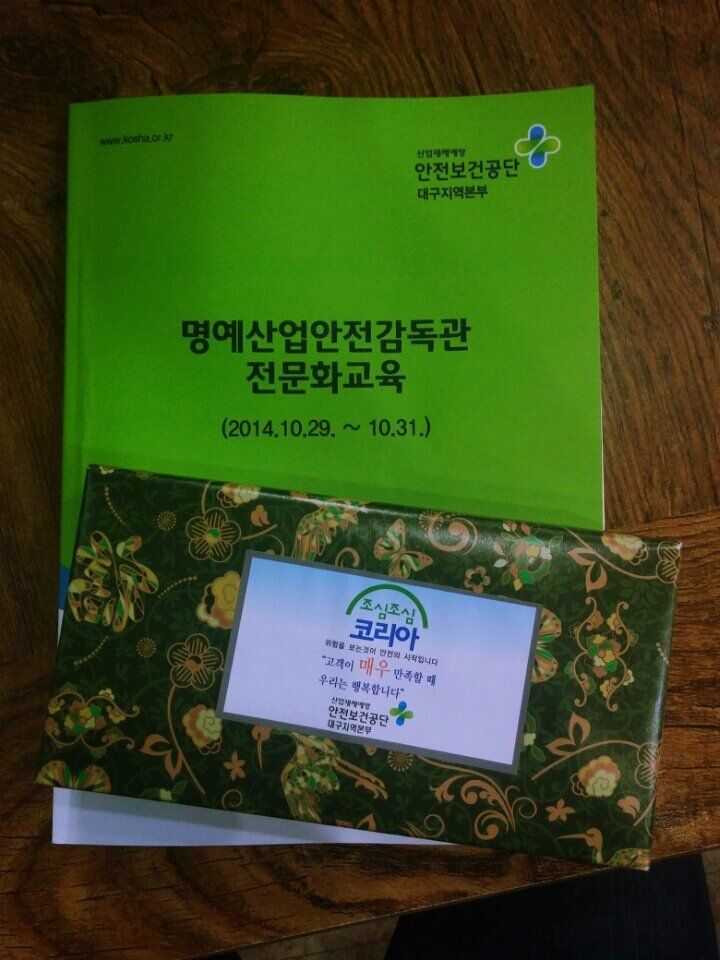 www.kosha.or.kr
산업재해예방
안전보건공단
대구지역본부
명예산업안전감독관
전문화교육
(2014.10.29. ~ 10.31.)
조심조심
코리아
위험을 보는것이 안전의 시작입니다
"고객이 매우 만족할 때
우리는 행복합니다"
산업재해예방
안전보건공단
대구지역본부